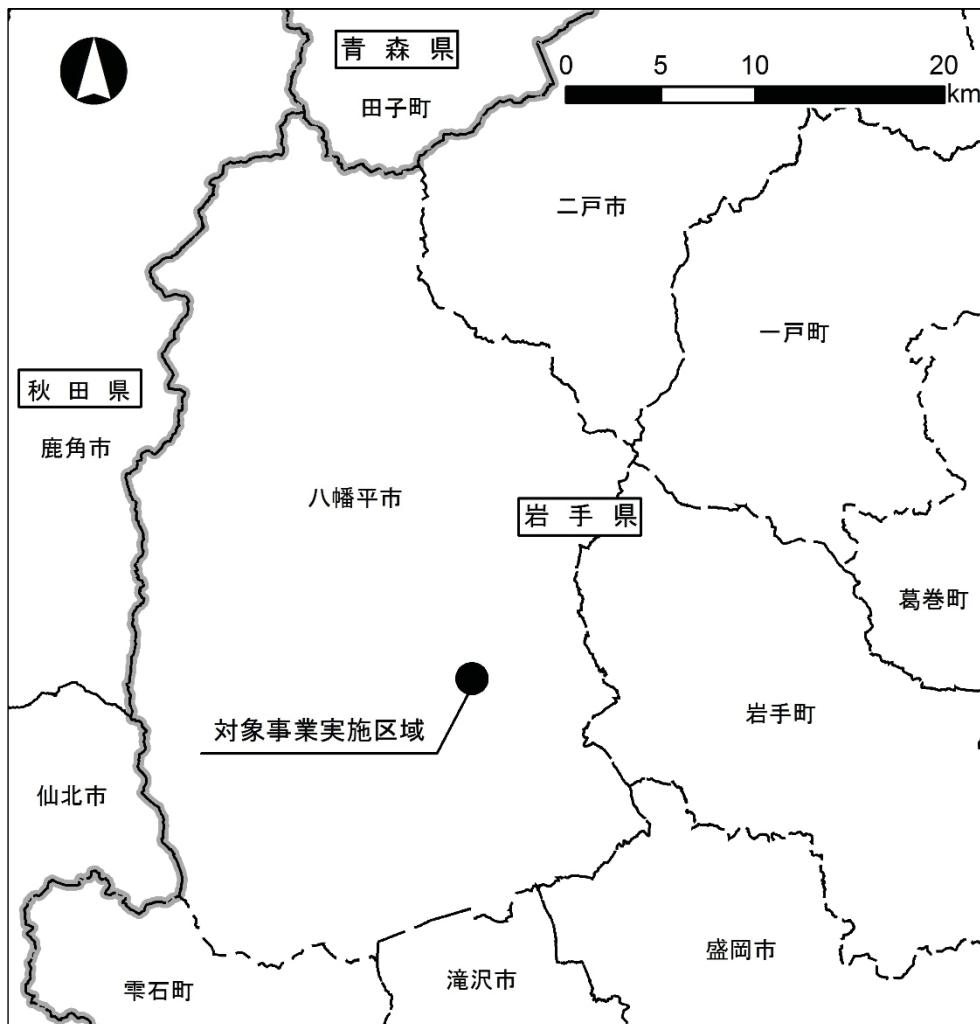 青森県
田子町
0 5 10 20
km
二戸市
一戸町
秋田県
鹿角市
八幡平市
岩手県
葛巻町
対象事業実施区域
岩手町
仙北市
盛岡市
雫石町
滝沢市